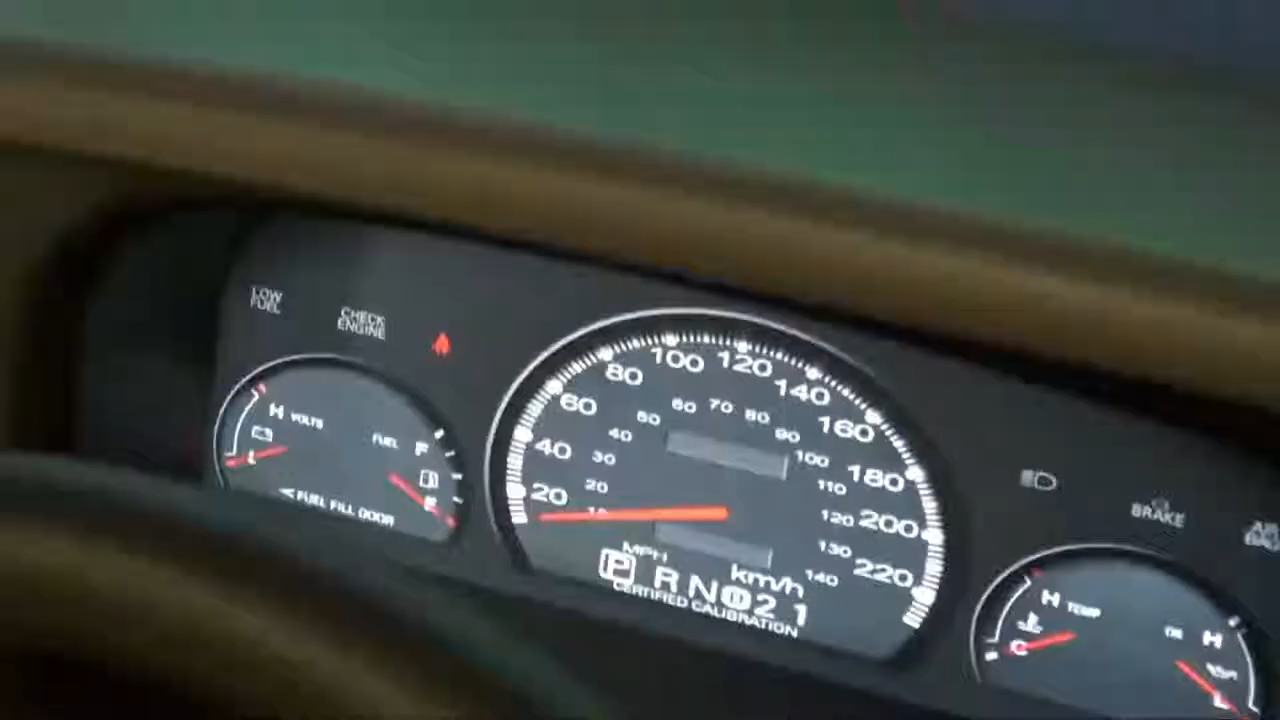 LOW FUEL
CHECK ENGINE
H VOLTS
L
FUEL F
E
◄ FUEL FILL DOOR
20 40 60 80 100 120 140 160 180 200 220
20 30 40 50 60 70 80 90 100 110 120 130 140
MPH
km/h
P R N D 2 1
CERTIFIED CALIBRATION
BRAKE
H TEMP
C
H
L